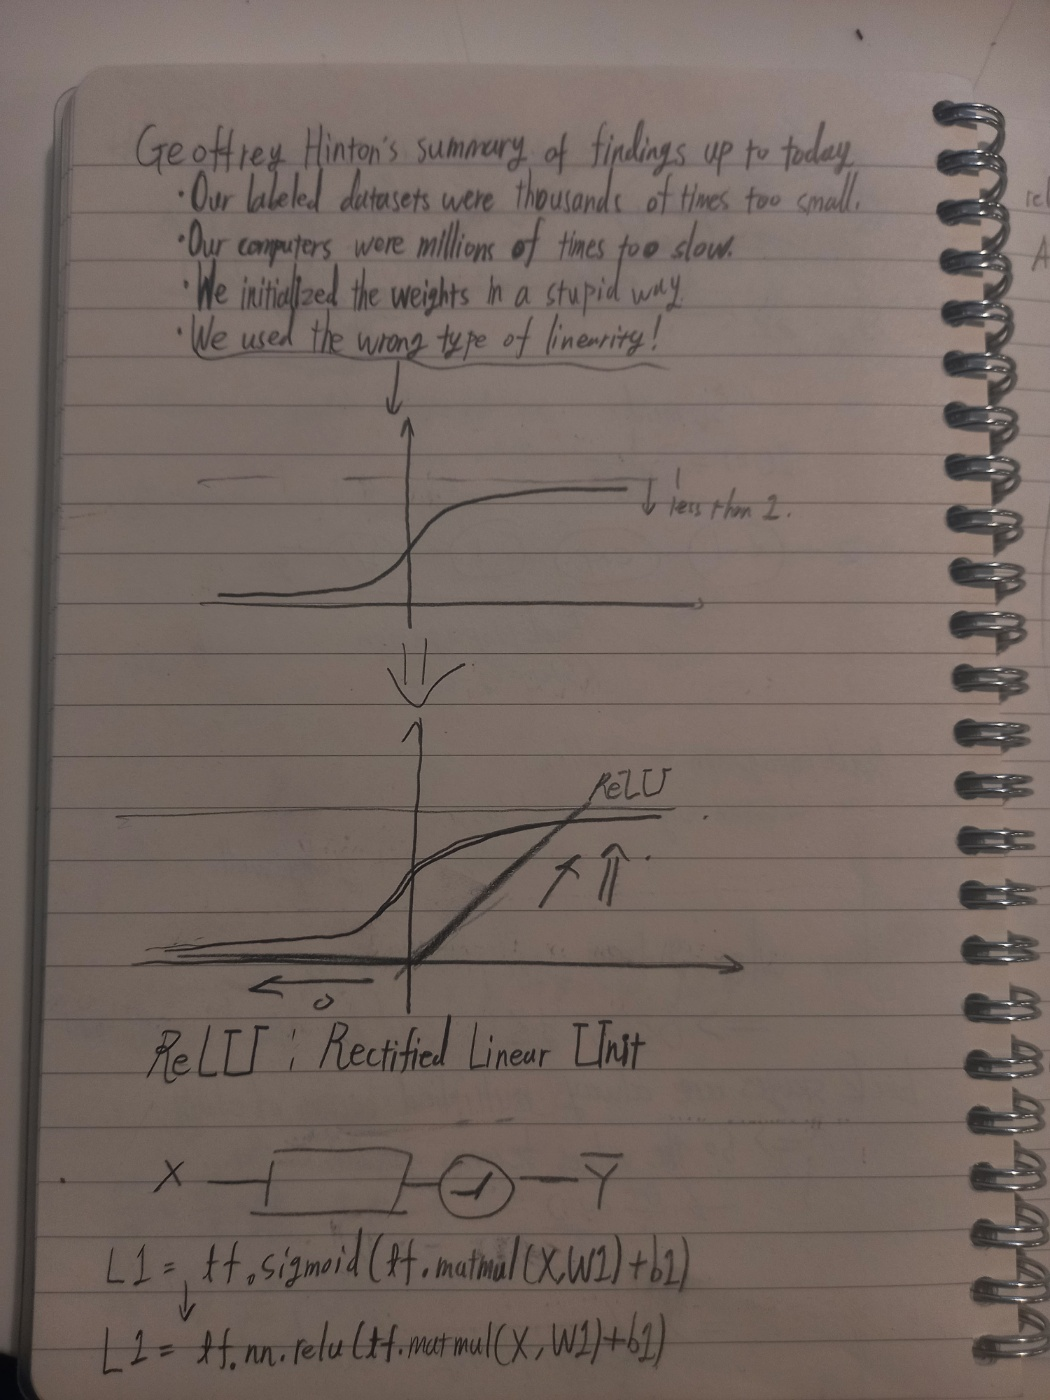 Geoffrey Hinton's summary of findings up to today
·Our labeled datasets were thousands of times too small.
·Our computers were millions of times too slow.
·We initialized the weights in a stupid way
·We used the wrong type of linearity!
less than 1.
ReLU
0
ReLU : Rectified Linear Unit
X
Y
L1 = tf.sigmoid(tf.matmul(X,W1)+b1)
L1 = tf.nn.relu(tf.matmul(X,W1)+b1)